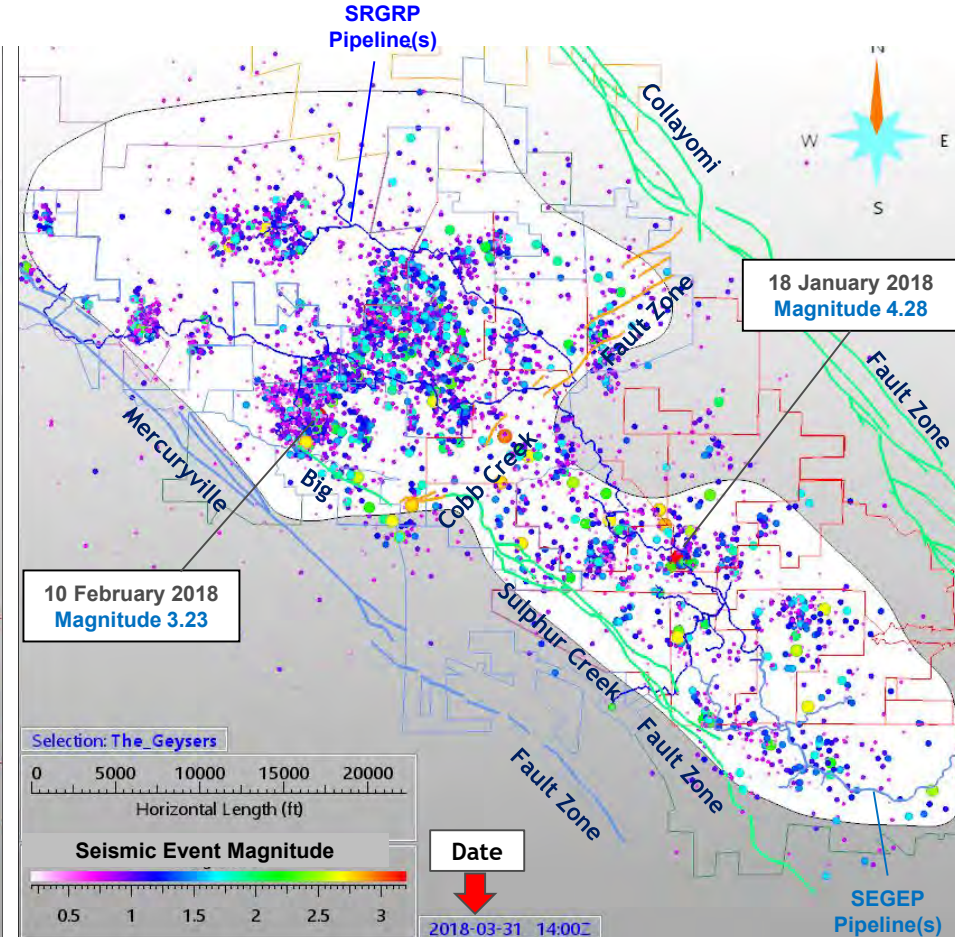 SRGRP
Pipeline(s)
N
W
E
S
Collayomi
Fault Zone
18 January 2018
Magnitude 4.28
Fault Zone
Mercuryville
Big
Cobb Creek
10 February 2018
Magnitude 3.23
Sulphur Creek
Fault Zone
Fault Zone
Selection: The_Geysers
0 5000 10000 15000 20000
Horizontal Length (ft)
Seismic Event Magnitude
0.5 1 1.5 2 2.5 3
Date
2018-03-31 14:00Z
SEGEP
Pipeline(s)